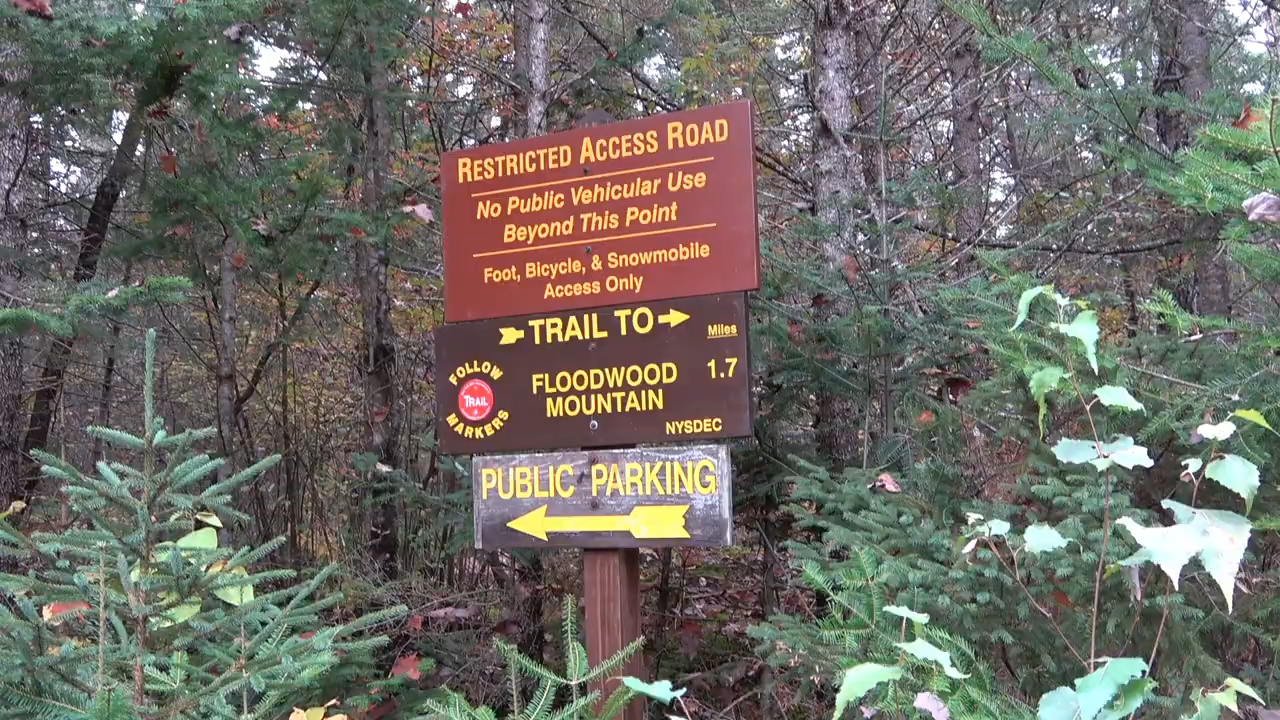 RESTRICTED ACCESS ROAD
No Public Vehicular Use
Beyond This Point
Foot, Bicycle, & Snowmobile
Access Only
TRAIL TO
Miles
FLOODWOOD 1.7
MOUNTAIN
FOLLOW
TRAIL
MARKERS
NYSDEC
PUBLIC PARKING